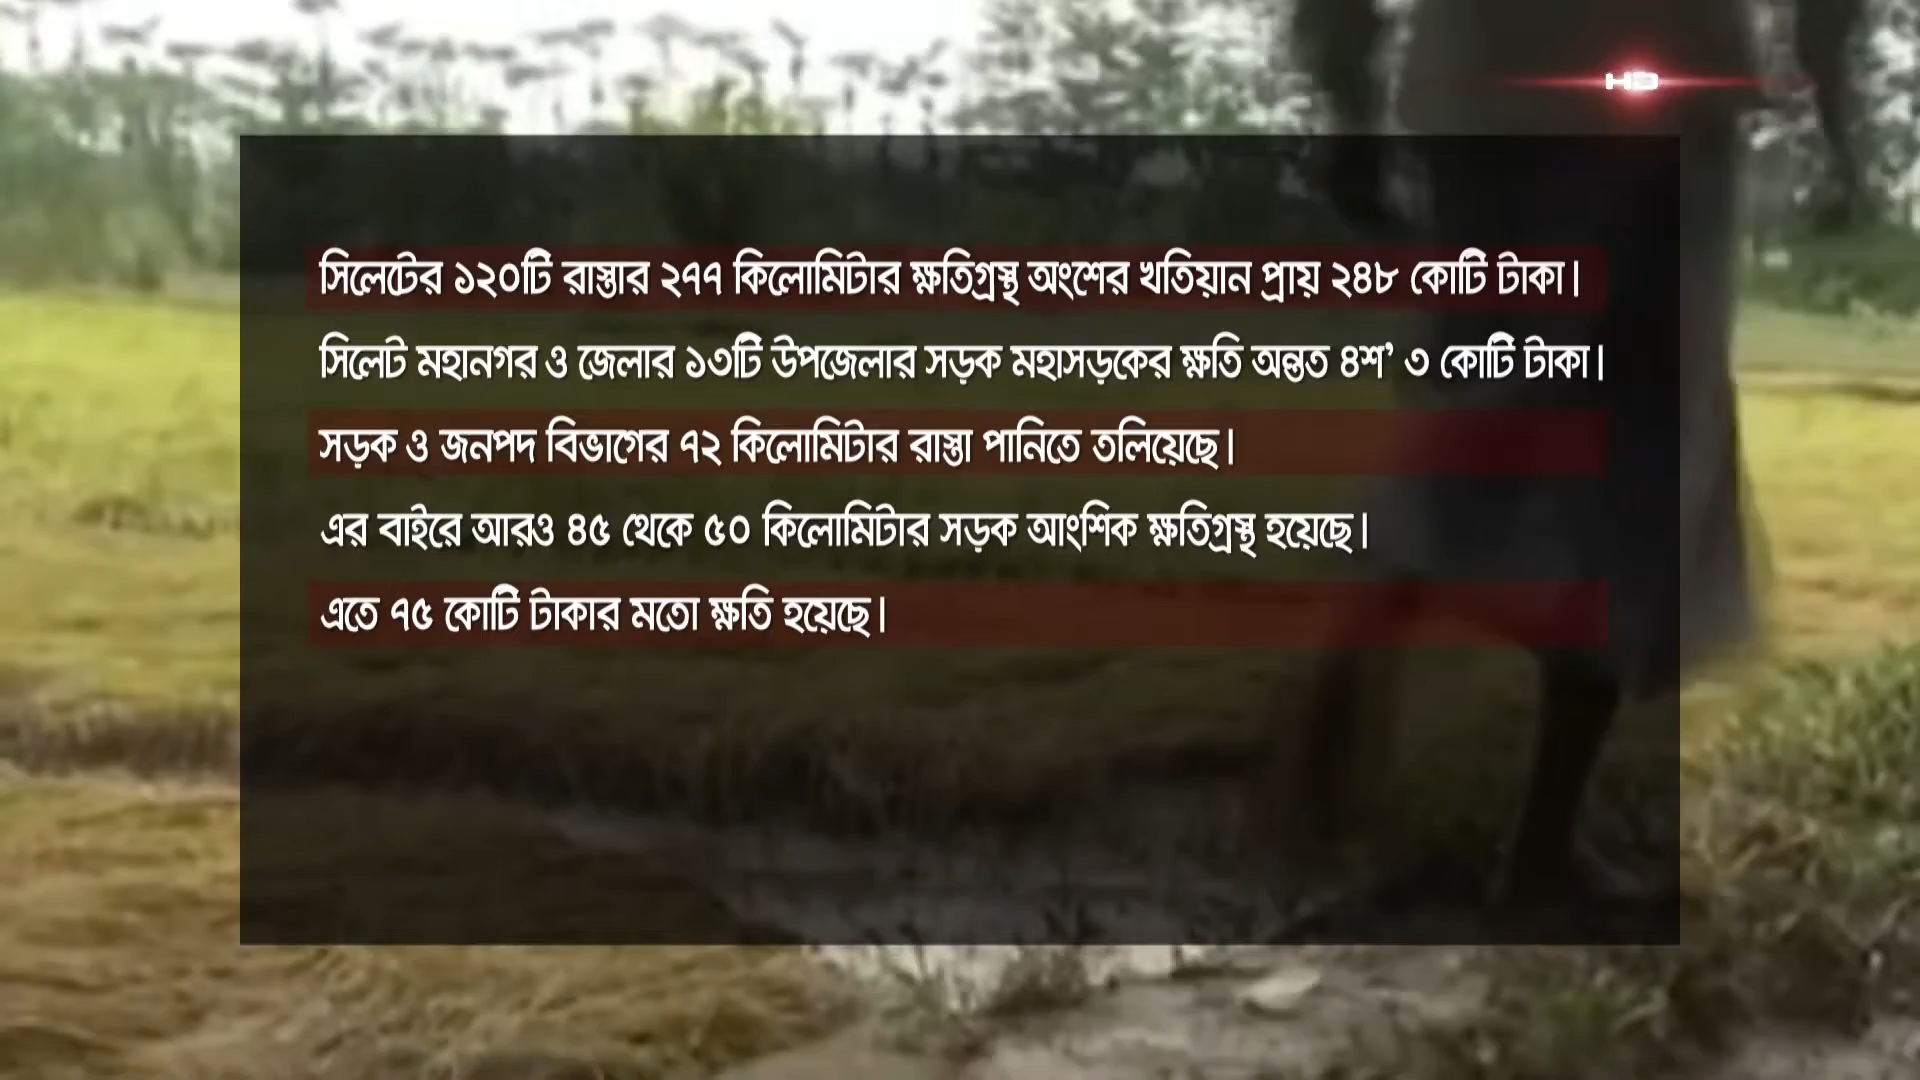 HD
সিলেটের ১২০টি রাস্তার ২৭৭ কিলোমিটার ক্ষতিগ্রস্থ অংশের খতিয়ান প্রায় ২৪৮ কোটি টাকা।
সিলেট মহানগর ও জেলার ১৩টি উপজেলার সড়ক মহাসড়কের ক্ষতি অন্তত ৪শ’ ৩ কোটি টাকা।
সড়ক ও জনপদ বিভাগের ৭২ কিলোমিটার রাস্তা পানিতে তলিয়েছে।
এর বাইরে আরও ৪৫ থেকে ৫০ কিলোমিটার সড়ক আংশিক ক্ষতিগ্রস্থ হয়েছে।
এতে ৭৫ কোটি টাকার মতো ক্ষতি হয়েছে।